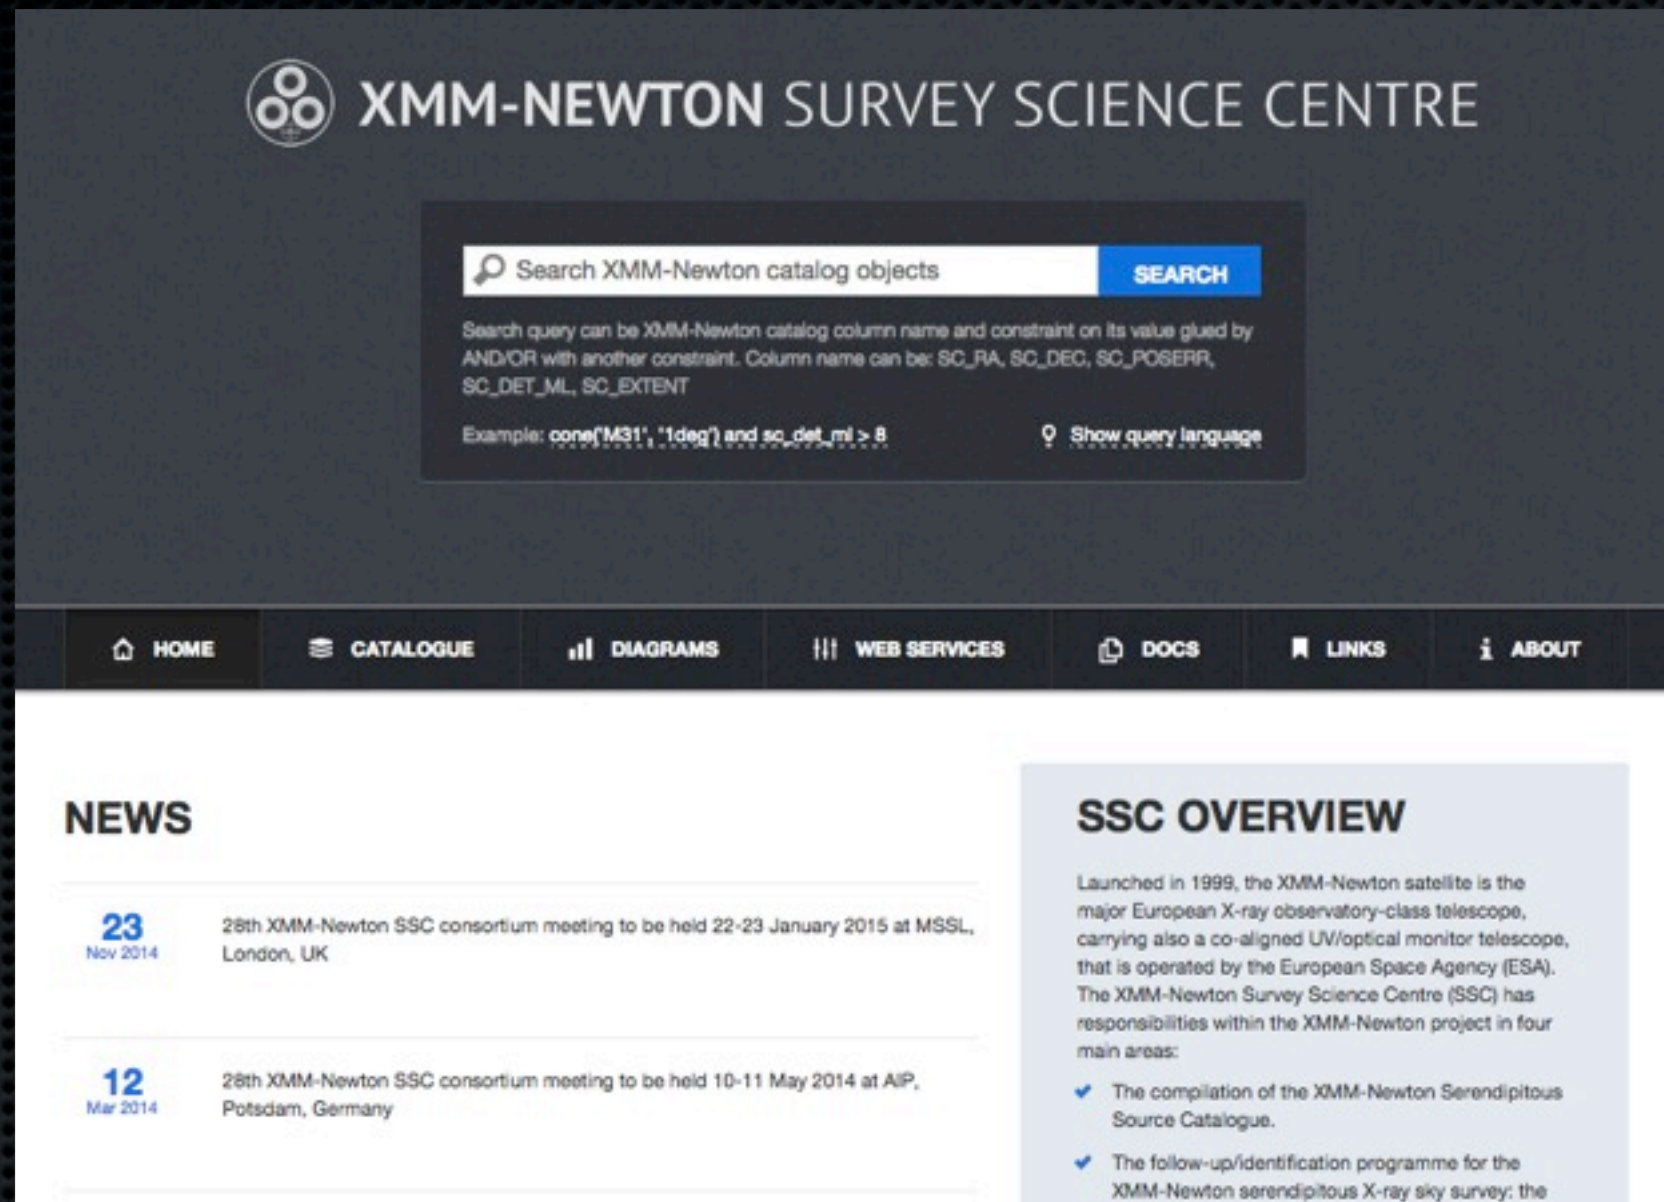 XMM-NEWTON SURVEY SCIENCE CENTRE
Search XMM-Newton catalog objects
SEARCH
Search query can be XMM-Newton catalog column name and constraint on its value glued by
AND/OR with another constraint. Column name can be: SC_RA, SC_DEC, SC_POSERR,
SC_DET_ML, SC_EXTENT
Example: cone("M31", "1deg") and sc_det_ml > 8
Show query language
HOME
CATALOGUE
DIAGRAMS
WEB SERVICES
DOCS
LINKS
ABOUT
NEWS
23
Nov 2014
28th XMM-Newton SSC consortium meeting to be held 22-23 January 2015 at MSSL,
London, UK
12
Mar 2014
28th XMM-Newton SSC consortium meeting to be held 10-11 May 2014 at AIP,
Potsdam, Germany
SSC OVERVIEW
Launched in 1999, the XMM-Newton satellite is the
major European X-ray observatory-class telescope,
carrying also a co-aligned UV/optical monitor telescope,
that is operated by the European Space Agency (ESA).
The XMM-Newton Survey Science Centre (SSC) has
responsibilities within the XMM-Newton project in four
main areas:
The compilation of the XMM-Newton Serendipitous
Source Catalogue.
The follow-up/identification programme for the
XMM-Newton serendipitous X-ray sky survey: the